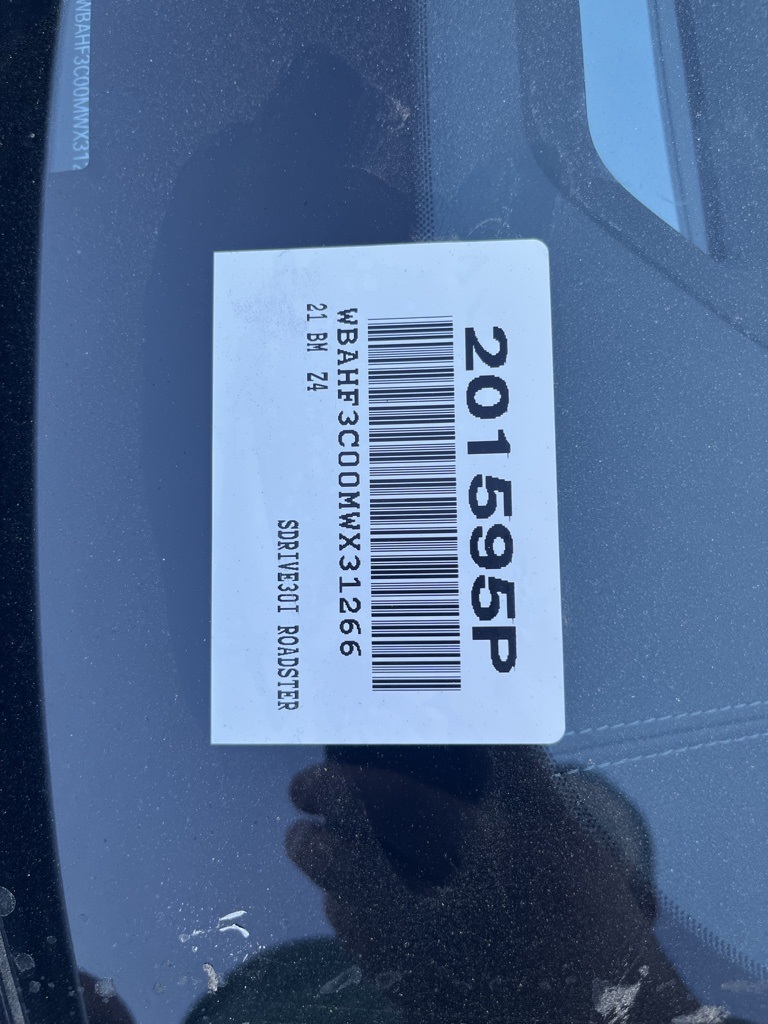 201595P
WBAHF3C00MWX31266
21 BM Z4
SDRIVE30I ROADSTER